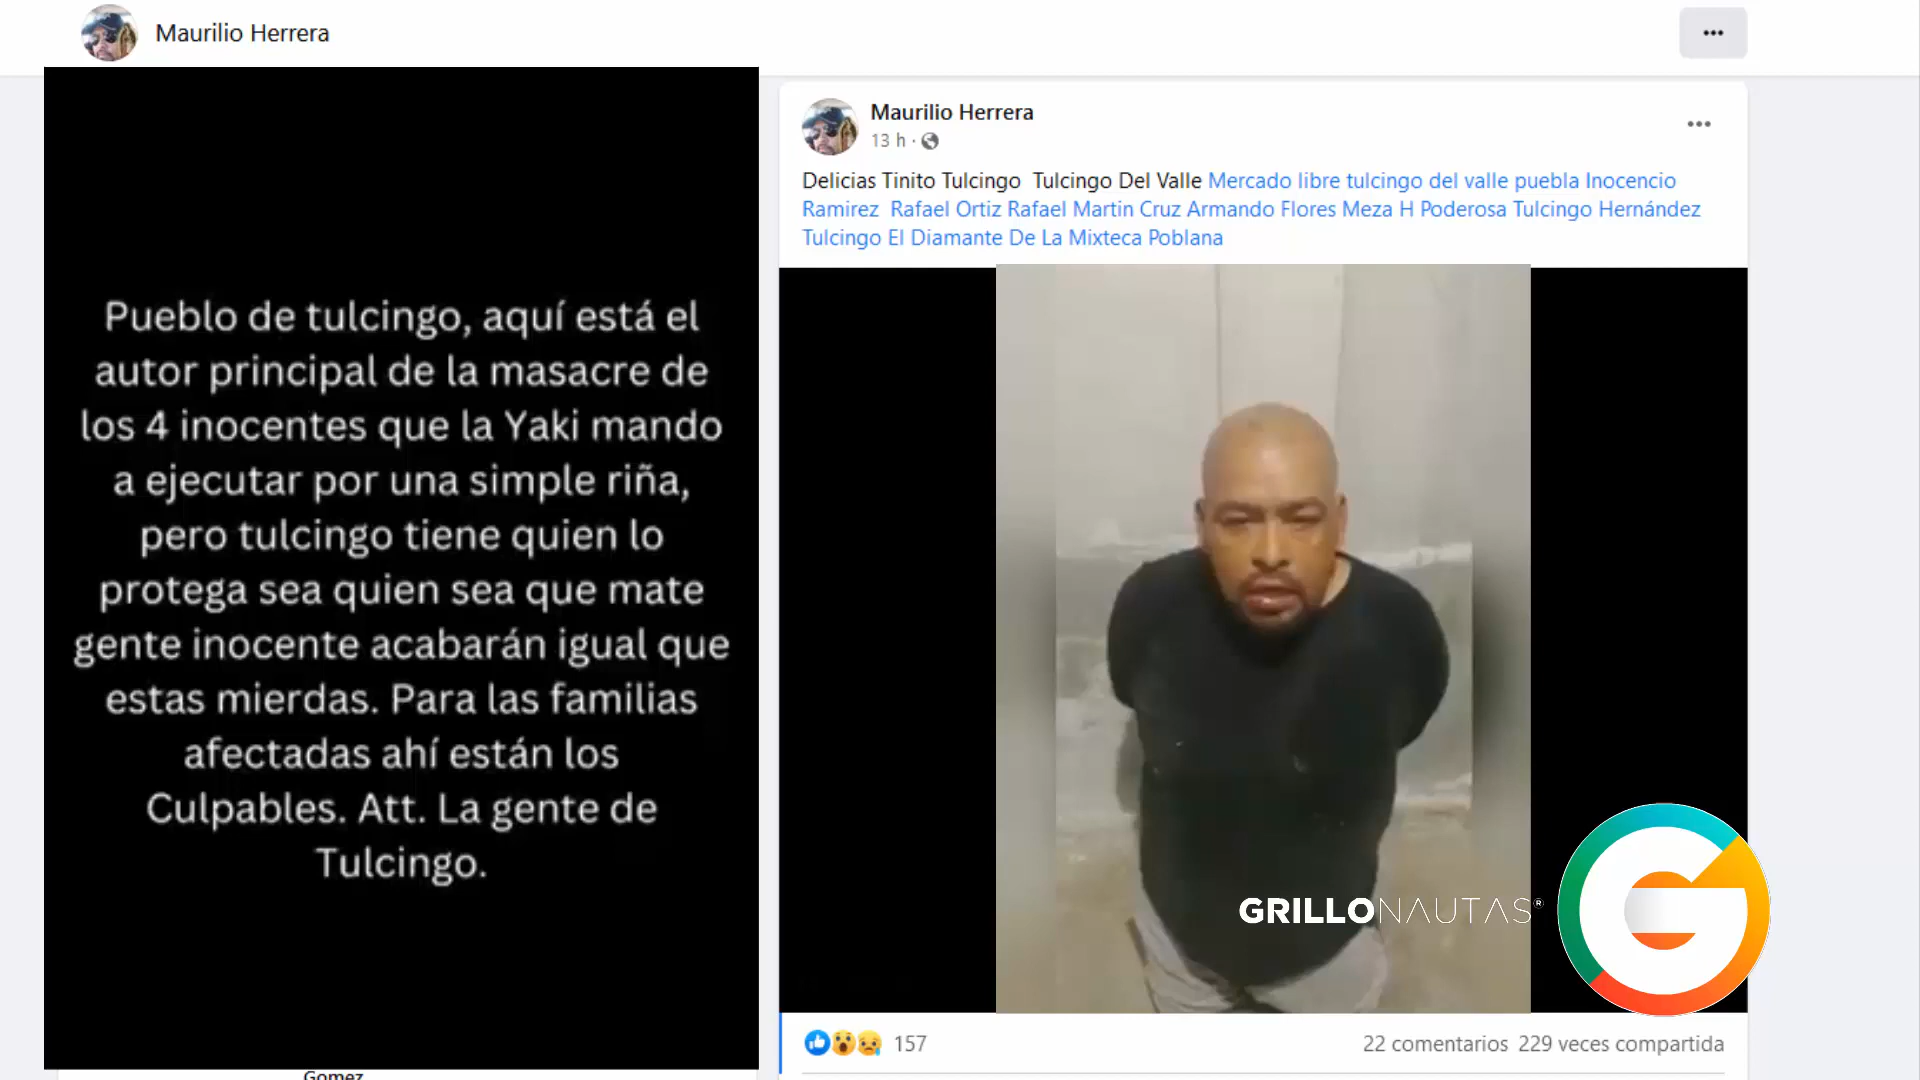 Maurilio Herrera
Pueblo de tulcingo, aquí está el
autor principal de la masacre de
los 4 inocentes que la Yaki mando
a ejecutar por una simple riña,
pero tulcingo tiene quien lo
protega sea quien sea que mate
gente inocente acabarán igual que
estas mierdas. Para las familias
afectadas ahí están los
Culpables. Att. La gente de
Tulcingo.
Gomez
Maurilio Herrera
13 h ·
Delicias Tinito Tulcingo Tulcingo Del Valle Mercado libre tulcingo del valle puebla Inocencio
Ramirez Rafael Ortiz Rafael Martin Cruz Armando Flores Meza H Poderosa Tulcingo Hernández
Tulcingo El Diamante De La Mixteca Poblana
GRILLONAUTAS®
G
157
22 comentarios 229 veces compartida